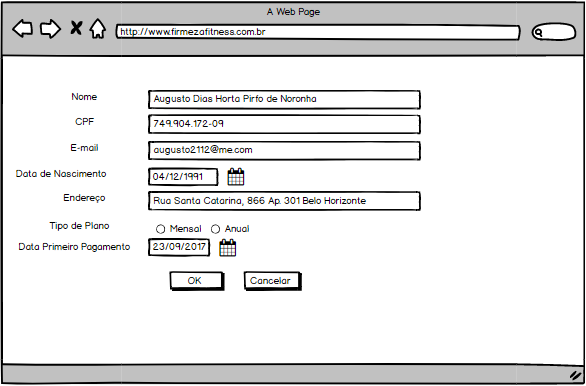 A Web Page
http://www.firmezafitness.com.br
Nome Augusto Dias Horta Pirfo de Noronha
CPF 749.904.172-09
E-mail augusto2112@me.com
Data de Nascimento 04/12/1991
Endereço Rua Santa Catarina, 866 Ap. 301 Belo Horizonte
Tipo de Plano Mensal Anual
Data Primeiro Pagamento 23/09/2017
OK Cancelar